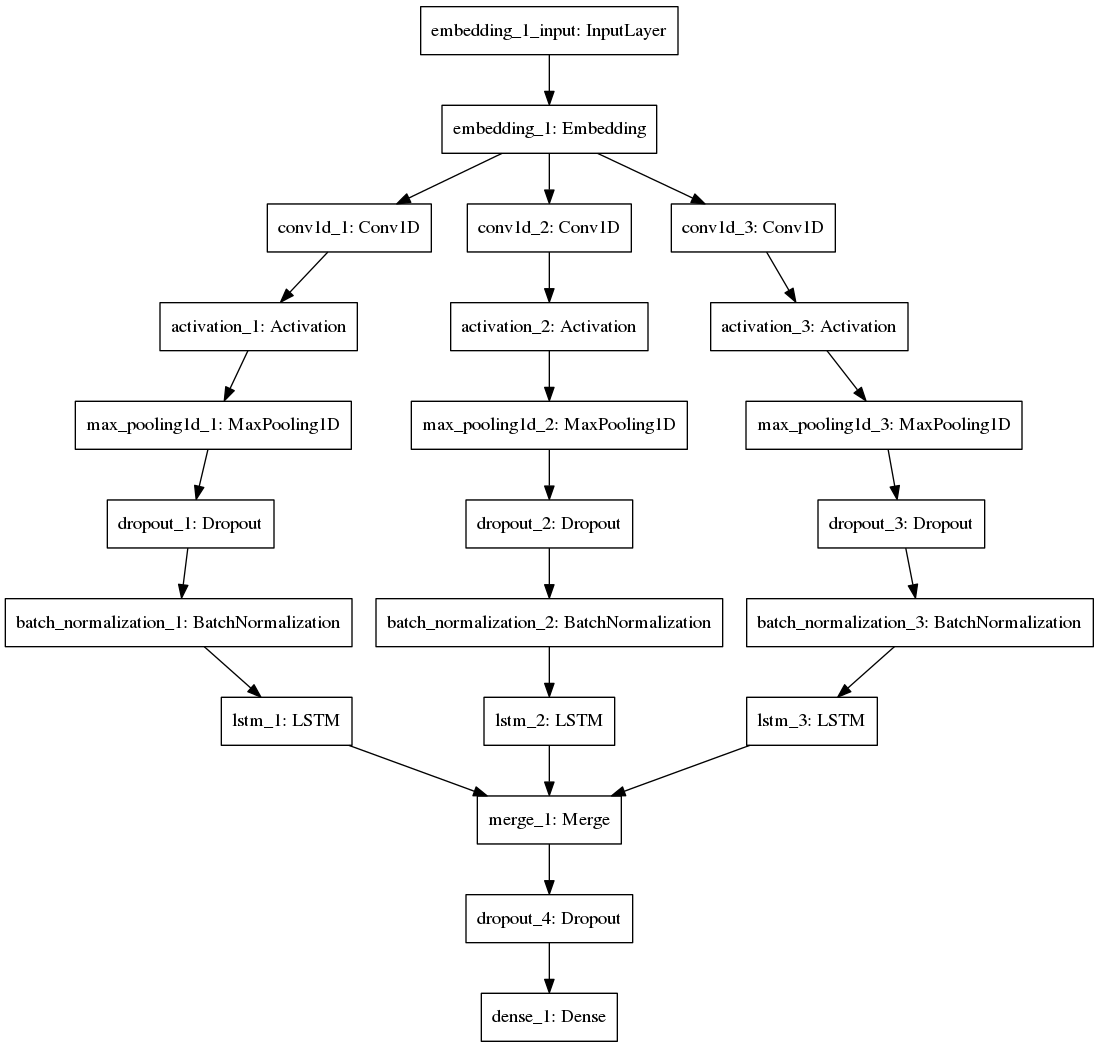 embedding_1_input: InputLayer
embedding_1: Embedding
conv1d_1: Conv1D
conv1d_2: Conv1D
conv1d_3: Conv1D
activation_1: Activation
activation_2: Activation
activation_3: Activation
max_pooling1d_1: MaxPooling1D
max_pooling1d_2: MaxPooling1D
max_pooling1d_3: MaxPooling1D
dropout_1: Dropout
dropout_2: Dropout
dropout_3: Dropout
batch_normalization_1: BatchNormalization
batch_normalization_2: BatchNormalization
batch_normalization_3: BatchNormalization
lstm_1: LSTM
lstm_2: LSTM
lstm_3: LSTM
merge_1: Merge
dropout_4: Dropout
dense_1: Dense